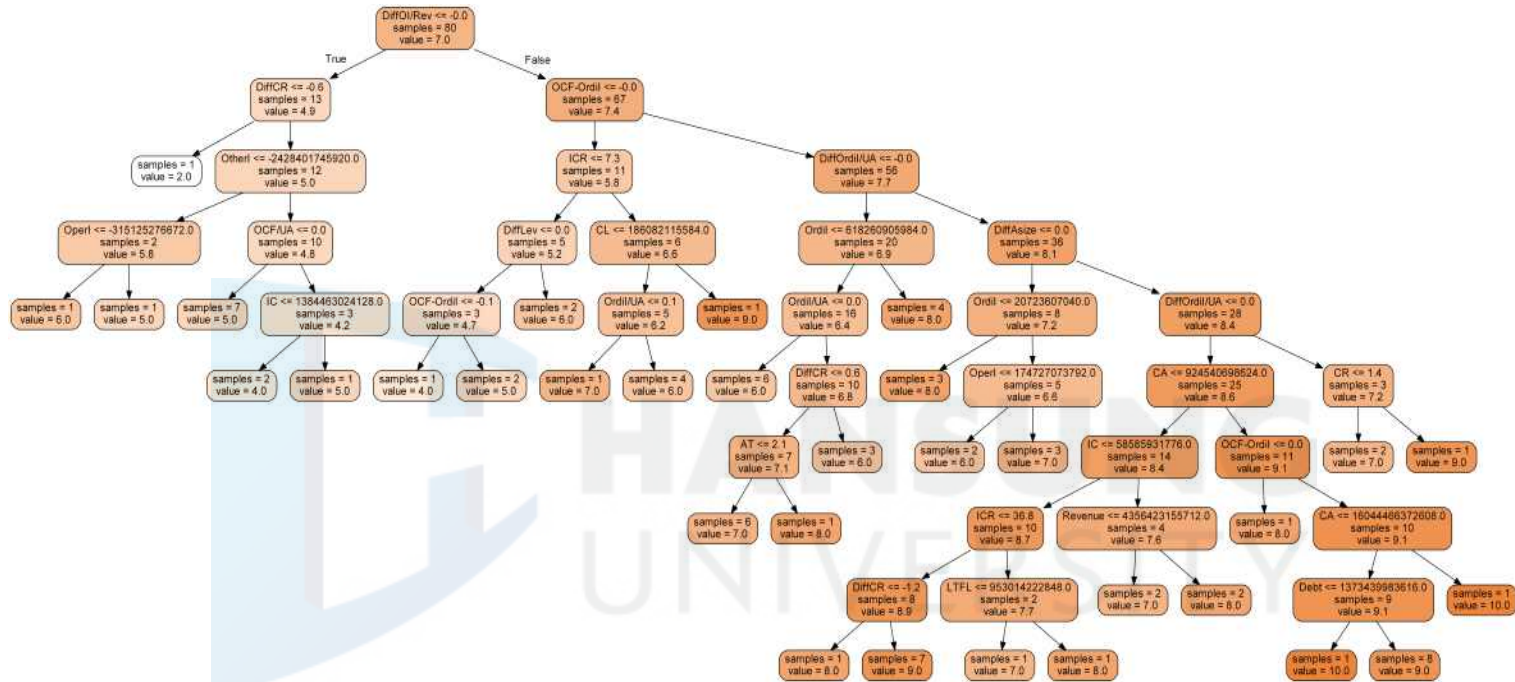 DiffOI/Rev <= -0.0
samples = 80
value = 7.0
True
False
DiffCR <= -0.6
samples = 13
value = 4.9
OCF-OrdiI <= -0.0
samples = 67
value = 7.4
samples = 1
value = 2.0
OtherI <= -2428401745920.0
samples = 12
value = 5.0
ICR <= 7.3
samples = 11
value = 5.8
DiffOrdiI/UA <= -0.0
samples = 56
value = 7.7
OperI <= -315125276672.0
samples = 2
value = 5.6
OCF/UA <= 0.0
samples = 10
value = 4.8
DiffLev <= 0.0
samples = 5
value = 5.2
CL <= 186082115584.0
samples = 6
value = 6.6
OrdiI <= 618260905984.0
samples = 20
value = 6.9
DiffAsize <= 0.0
samples = 36
value = 8.1
samples = 1
value = 6.0
samples = 1
value = 5.0
samples = 7
value = 5.0
IC <= 1384463024128.0
samples = 3
value = 4.2
OCF-OrdiI <= -0.1
samples = 3
value = 4.7
samples = 2
value = 6.0
OrdiI/UA <= 0.1
samples = 5
value = 6.2
samples = 1
value = 9.0
OrdiI/UA <= 0.0
samples = 16
value = 6.4
samples = 4
value = 8.0
OrdiI <= 20723607040.0
samples = 8
value = 7.2
DiffOrdiI/UA <= 0.0
samples = 28
value = 8.4
samples = 2
value = 4.0
samples = 1
value = 5.0
samples = 1
value = 4.0
samples = 2
value = 5.0
samples = 1
value = 7.0
samples = 4
value = 6.0
samples = 6
value = 6.0
DiffCR <= 0.6
samples = 10
value = 6.8
samples = 3
value = 8.0
OperI <= 174727073792.0
samples = 5
value = 6.6
CA <= 924540698624.0
samples = 25
value = 8.6
CR <= 1.4
samples = 3
value = 7.2
AT <= 2.1
samples = 7
value = 7.1
samples = 3
value = 6.0
samples = 2
value = 6.0
samples = 3
value = 7.0
IC <= 58585931776.0
samples = 14
value = 8.4
OCF-OrdiI <= 0.0
samples = 11
value = 9.1
samples = 2
value = 7.0
samples = 1
value = 9.0
samples = 6
value = 7.0
samples = 1
value = 8.0
ICR <= 36.8
samples = 10
value = 8.7
Revenue <= 4356423155712.0
samples = 4
value = 7.6
samples = 1
value = 8.0
CA <= 16044466372608.0
samples = 10
value = 9.1
DiffCR <= -1.2
samples = 8
value = 8.9
LTFL <= 953014222848.0
samples = 2
value = 7.7
samples = 2
value = 7.0
samples = 2
value = 8.0
Debt <= 1373439983616.0
samples = 9
value = 9.1
samples = 1
value = 10.0
samples = 1
value = 8.0
samples = 7
value = 9.0
samples = 1
value = 7.0
samples = 1
value = 8.0
samples = 1
value = 10.0
samples = 8
value = 9.0
HANSUNG
UNIVERSITY